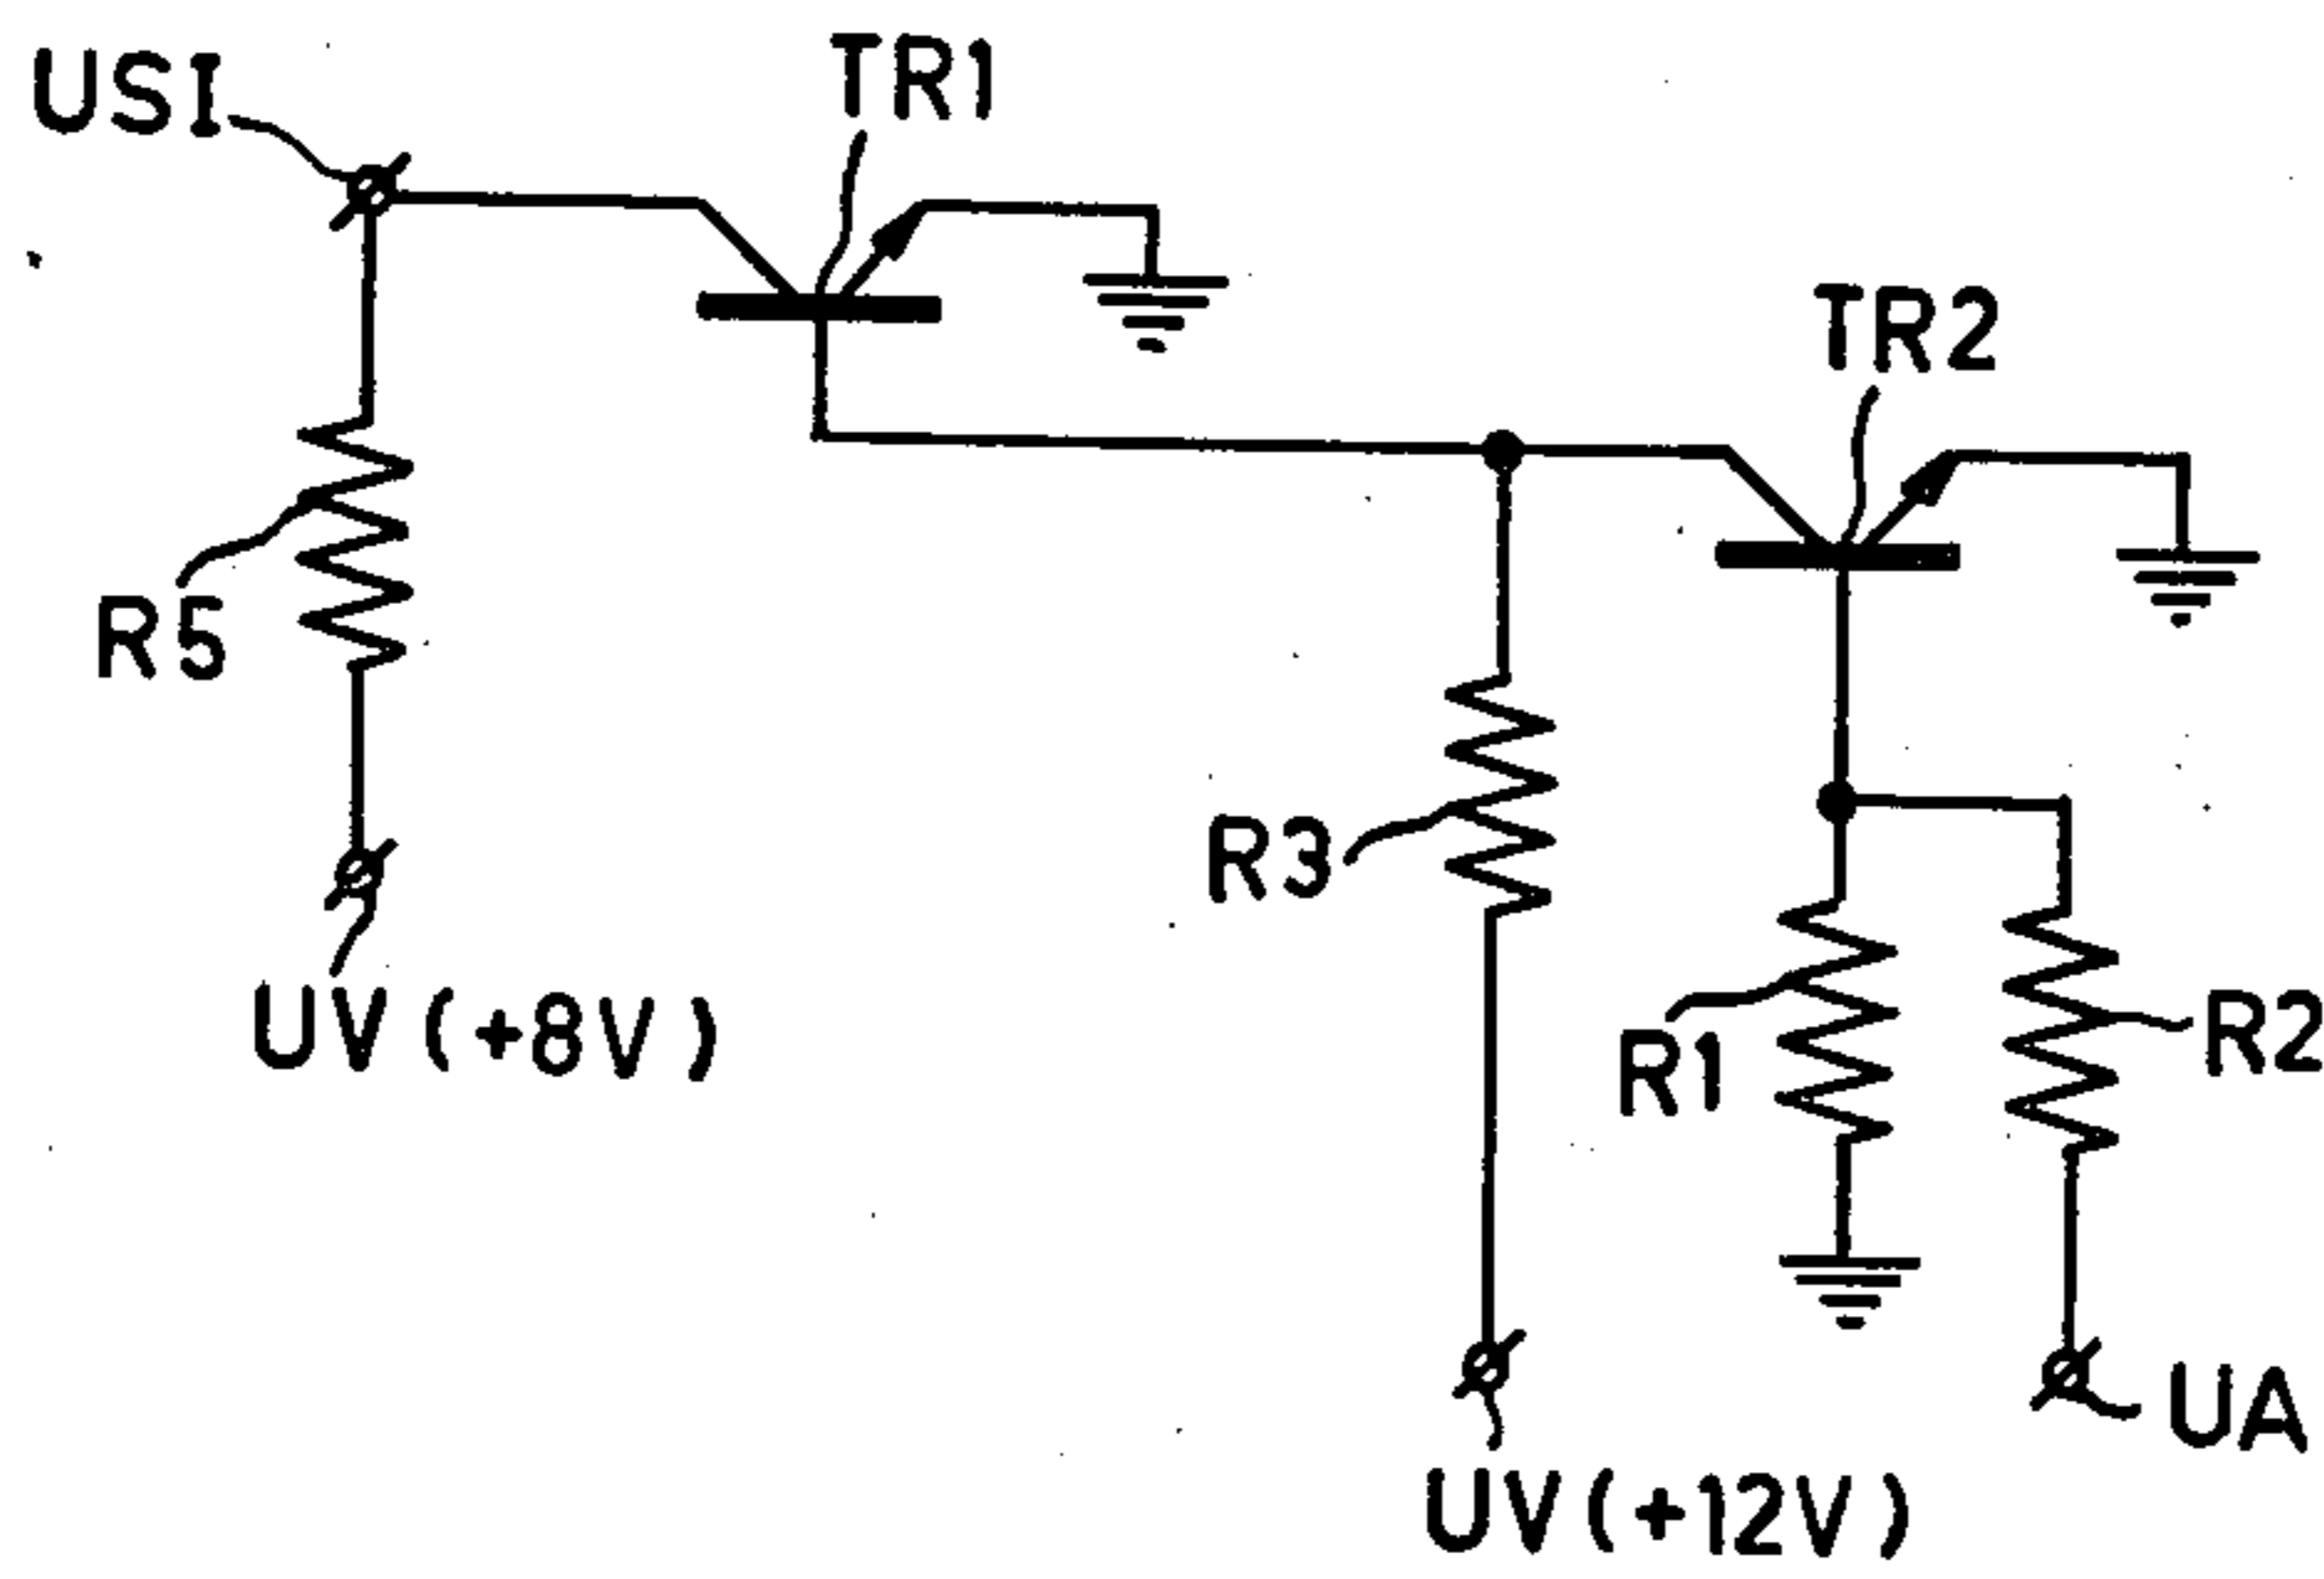 USI
TR1
TR2
R5
R3
UV (+8V)
R1
R2
UA
UV (+12V)